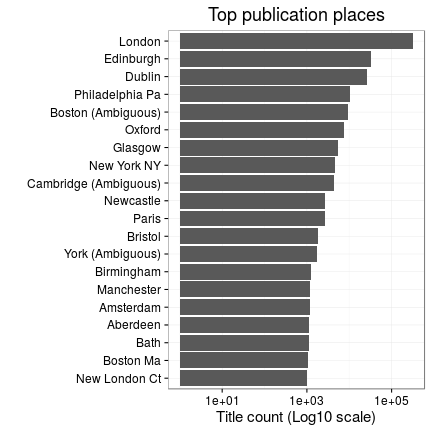 Top publication places
London
Edinburgh
Dublin
Philadelphia Pa
Boston (Ambiguous)
Oxford
Glasgow
New York NY
Cambridge (Ambiguous)
Newcastle
Paris
Bristol
York (Ambiguous)
Birmingham
Manchester
Amsterdam
Aberdeen
Bath
Boston Ma
New London Ct
1e+01 1e+03 1e+05
Title count (Log10 scale)